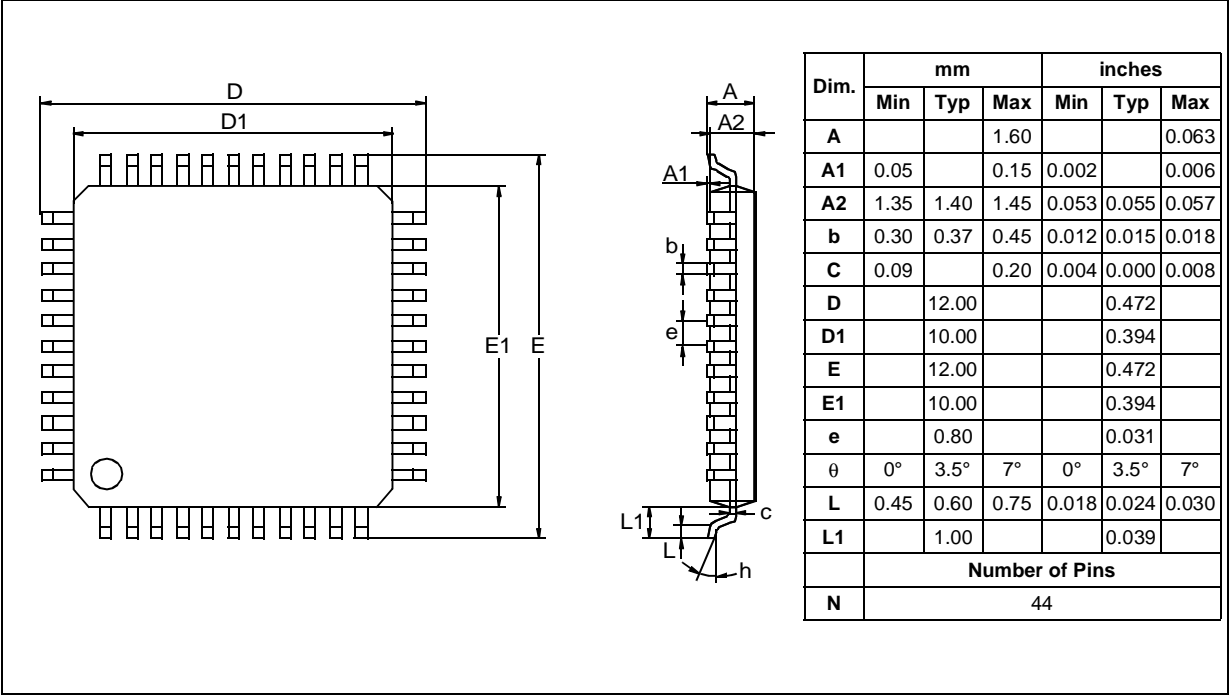 D
D1
E1 E
A
A2
A1
b
e
L1
L
c
h
Dim. mm inches
Min Typ Max Min Typ Max
A 1.60 0.063
A1 0.05 0.15 0.002 0.006
A2 1.35 1.40 1.45 0.053 0.055 0.057
b 0.30 0.37 0.45 0.012 0.015 0.018
C 0.09 0.20 0.004 0.000 0.008
D 12.00 0.472
D1 10.00 0.394
E 12.00 0.472
E1 10.00 0.394
e 0.80 0.031
θ 0° 3.5° 7° 0° 3.5° 7°
L 0.45 0.60 0.75 0.018 0.024 0.030
L1 1.00 0.039
Number of Pins
N 44